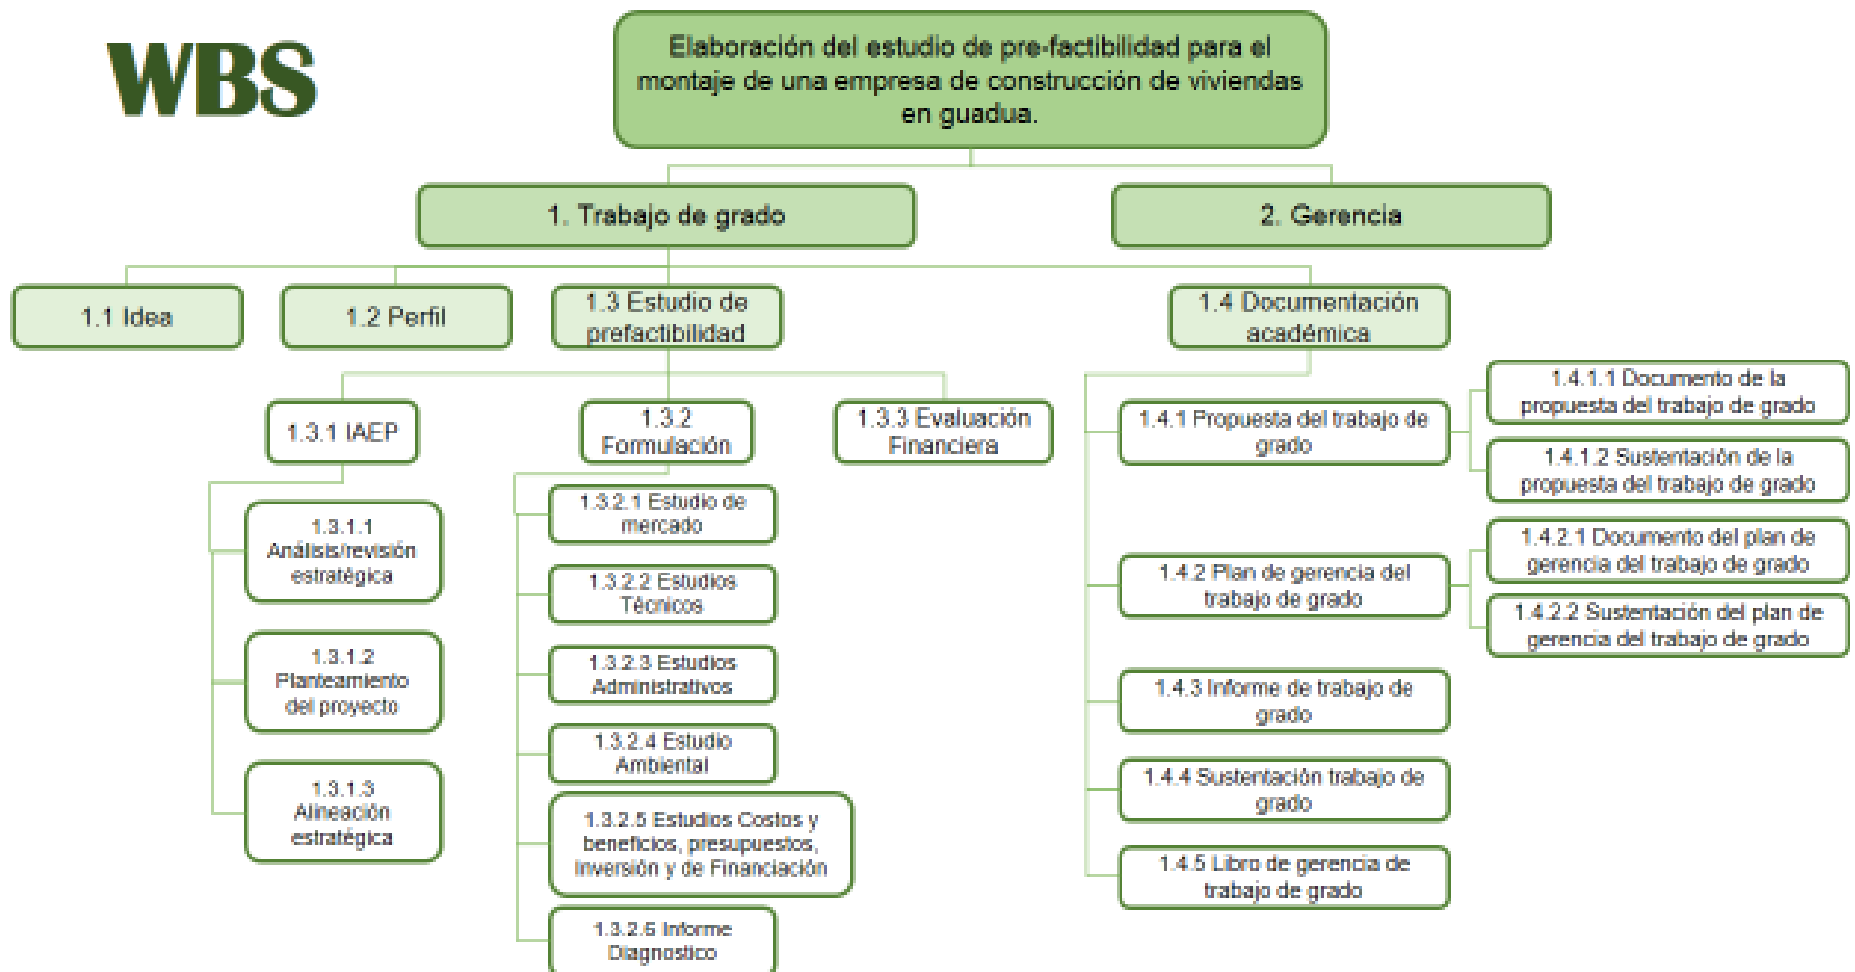 WBS
Elaboración del estudio de pre-factibilidad para el
montaje de una empresa de construcción de viviendas
en guadua.
1. Trabajo de grado
2. Gerencia
1.1 Idea
1.2 Perfil
1.3 Estudio de
prefactibilidad
1.4 Documentación
académica
1.3.1 IAEP
1.3.2
Formulación
1.3.3 Evaluación
Financiera
1.3.1.1
Análisis/revisión
estratégica
1.3.1.2
Planteamiento
del proyecto
1.3.1.3
Alineación
estratégica
1.3.2.1 Estudio de
mercado
1.3.2.2 Estudios
Técnicos
1.3.2.3 Estudios
Administrativos
1.3.2.4 Estudio
Ambiental
1.3.2.5 Estudios Costos y
beneficios, presupuestos,
Inversión y de Financiación
1.3.2.6 Informe
Diagnostico
1.4.1 Propuesta del trabajo de
grado
1.4.1.1 Documento de la
propuesta del trabajo de grado
1.4.1.2 Sustentación de la
propuesta del trabajo de grado
1.4.2 Plan de gerencia del
trabajo de grado
1.4.2.1 Documento del plan de
gerencia del trabajo de grado
1.4.2.2 Sustentación del plan de
gerencia del trabajo de grado
1.4.3 Informe de trabajo de
grado
1.4.4 Sustentación trabajo de
grado
1.4.5 Libro de gerencia de
trabajo de grado